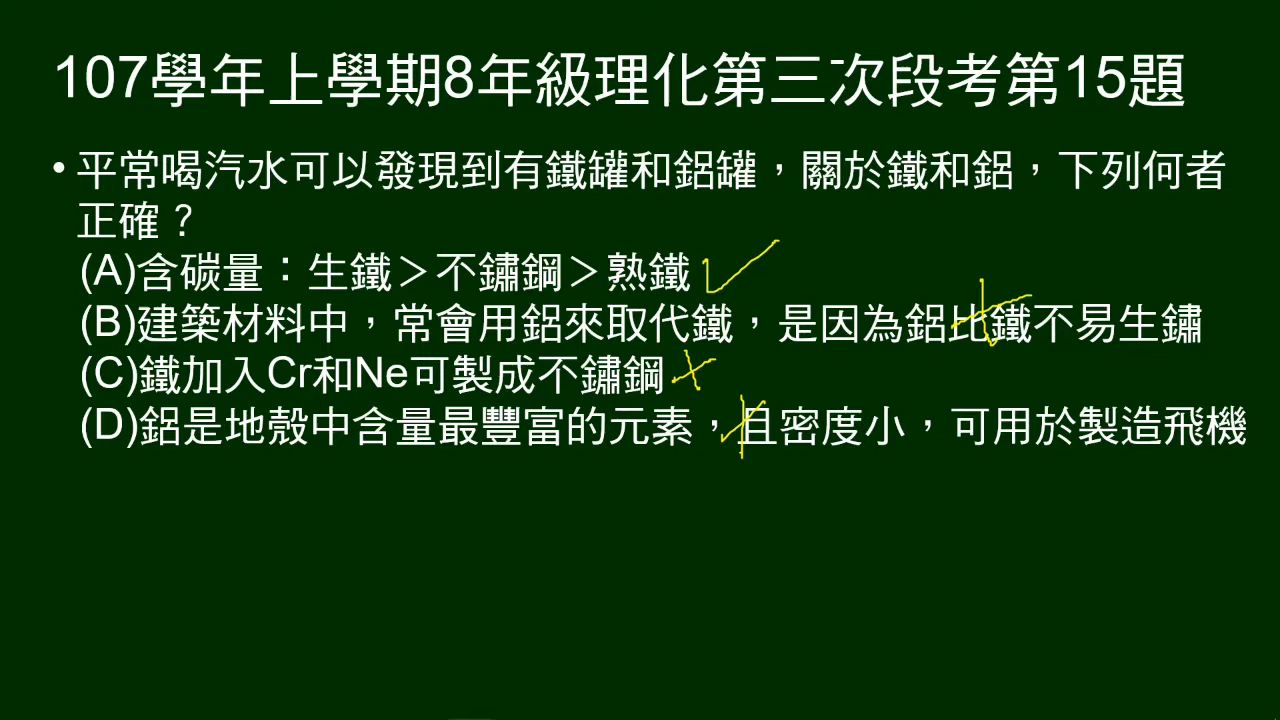 107學年上學期8年級理化第三次段考第15題
•平常喝汽水可以發現到有鐵罐和鋁罐，關於鐵和鋁，下列何者
正確？
(A)含碳量：生鐵＞不鏽鋼＞熟鐵
(B)建築材料中，常會用鋁來取代鐵，是因為鋁比鐵不易生鏽
(C)鐵加入Cr和Ne可製成不鏽鋼
(D)鋁是地殼中含量最豐富的元素，且密度小，可用於製造飛機